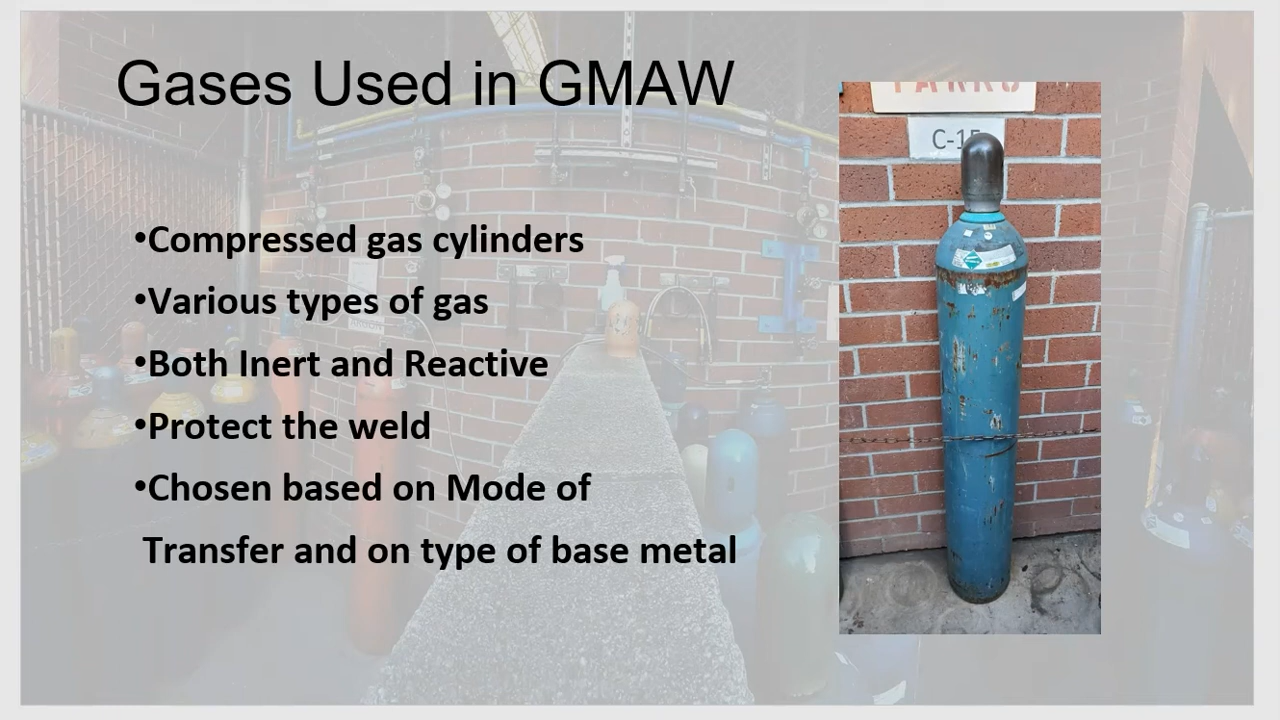 Gases Used in GMAW
•Compressed gas cylinders
•Various types of gas
•Both Inert and Reactive
•Protect the weld
•Chosen based on Mode of
Transfer and on type of base metal